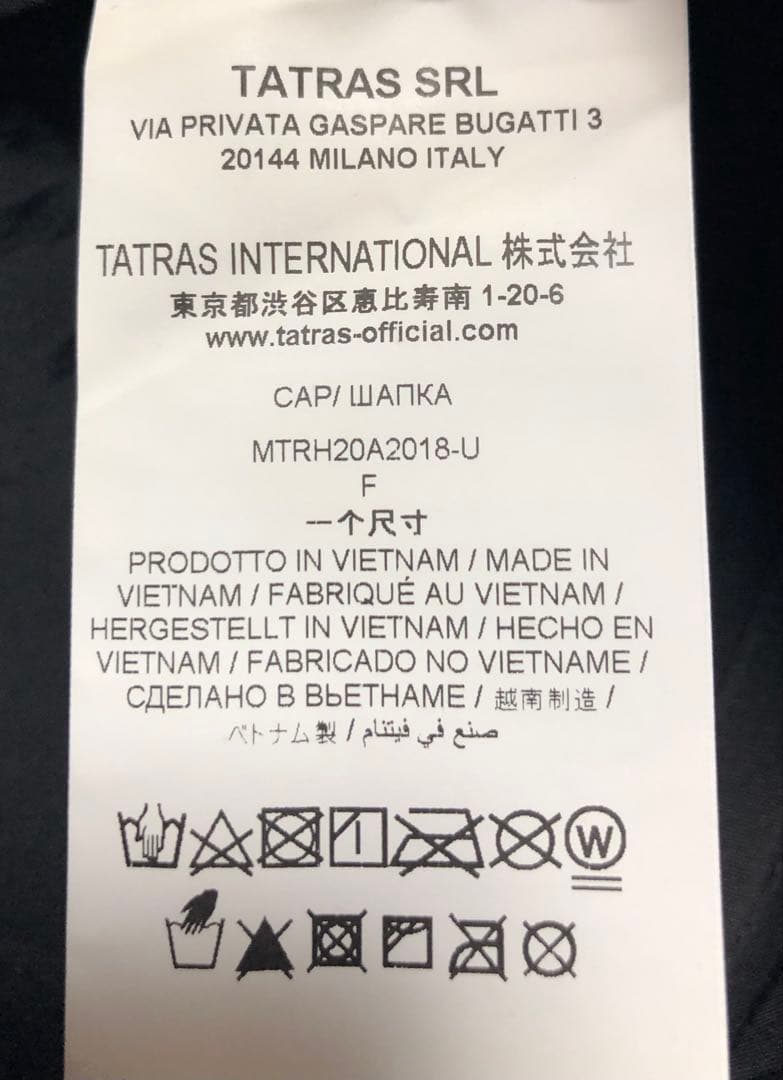 TATRAS SRL
VIA PRIVATA GASPARE BUGATTI 3
20144 MILANO ITALY
TATRAS INTERNATIONAL 株式会社
東京都渋谷区恵比寿南 1-20-6
www.tatras-official.com
CAP/ ШАПКА
MTRH20A2018-U
F
一个尺寸
PRODOTTO IN VIETNAM / MADE IN
VIETNAM / FABRIQUÉ AU VIETNAM /
HERGESTELLT IN VIETNAM / HECHO EN
VIETNAM / FABRICADO NO VIETNAME /
СДЕЛАНО В ВЬЕТНАМЕ / 越南制造 /
ベトナム製 / صنع في فيتنام
W